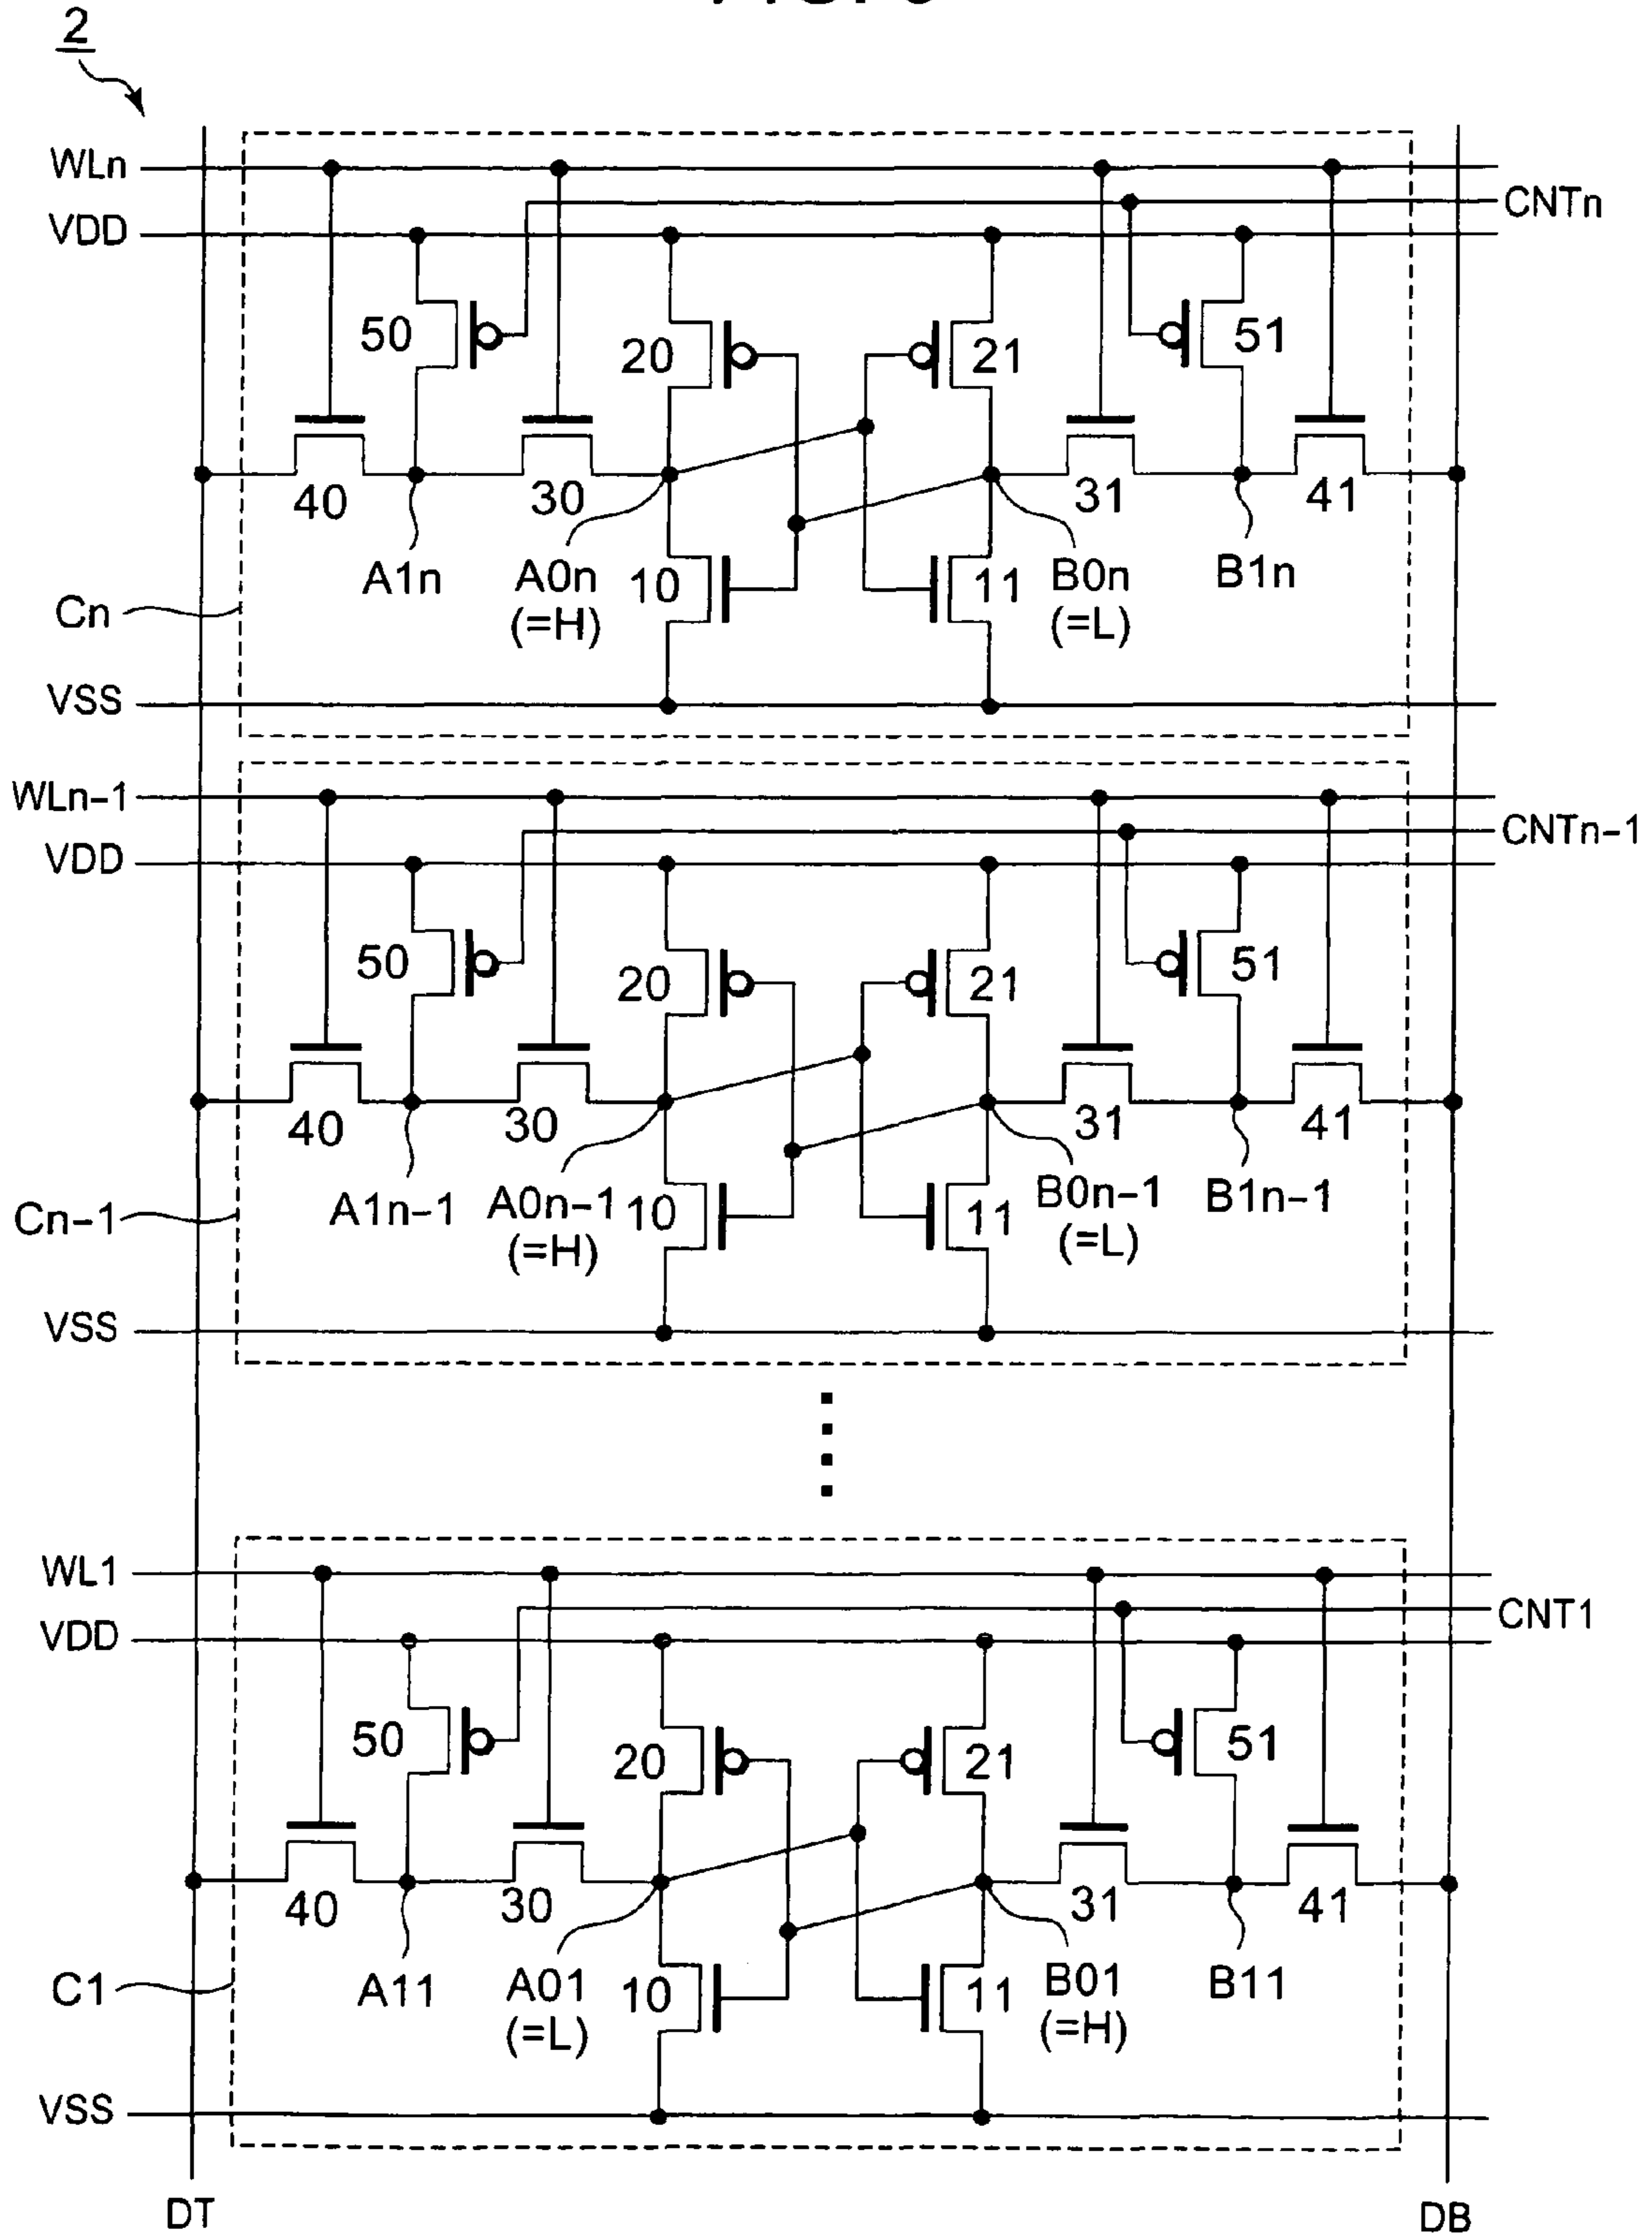 2
WLn
CNTn
VDD
50 20 21 51
40 30 31 41
A1n A0n 10 11 B0n B1n
(=H) (=L)
Cn
VSS
WLn-1
CNTn-1
VDD
50 20 21 51
40 30 31 41
A1n-1 A0n-1 10 11 B0n-1 B1n-1
(=H) (=L)
Cn-1
VSS
WL1
CNT1
VDD
50 20 21 51
40 30 31 41
A11 A01 10 11 B01 B11
(=L) (=H)
C1
VSS
DT DB